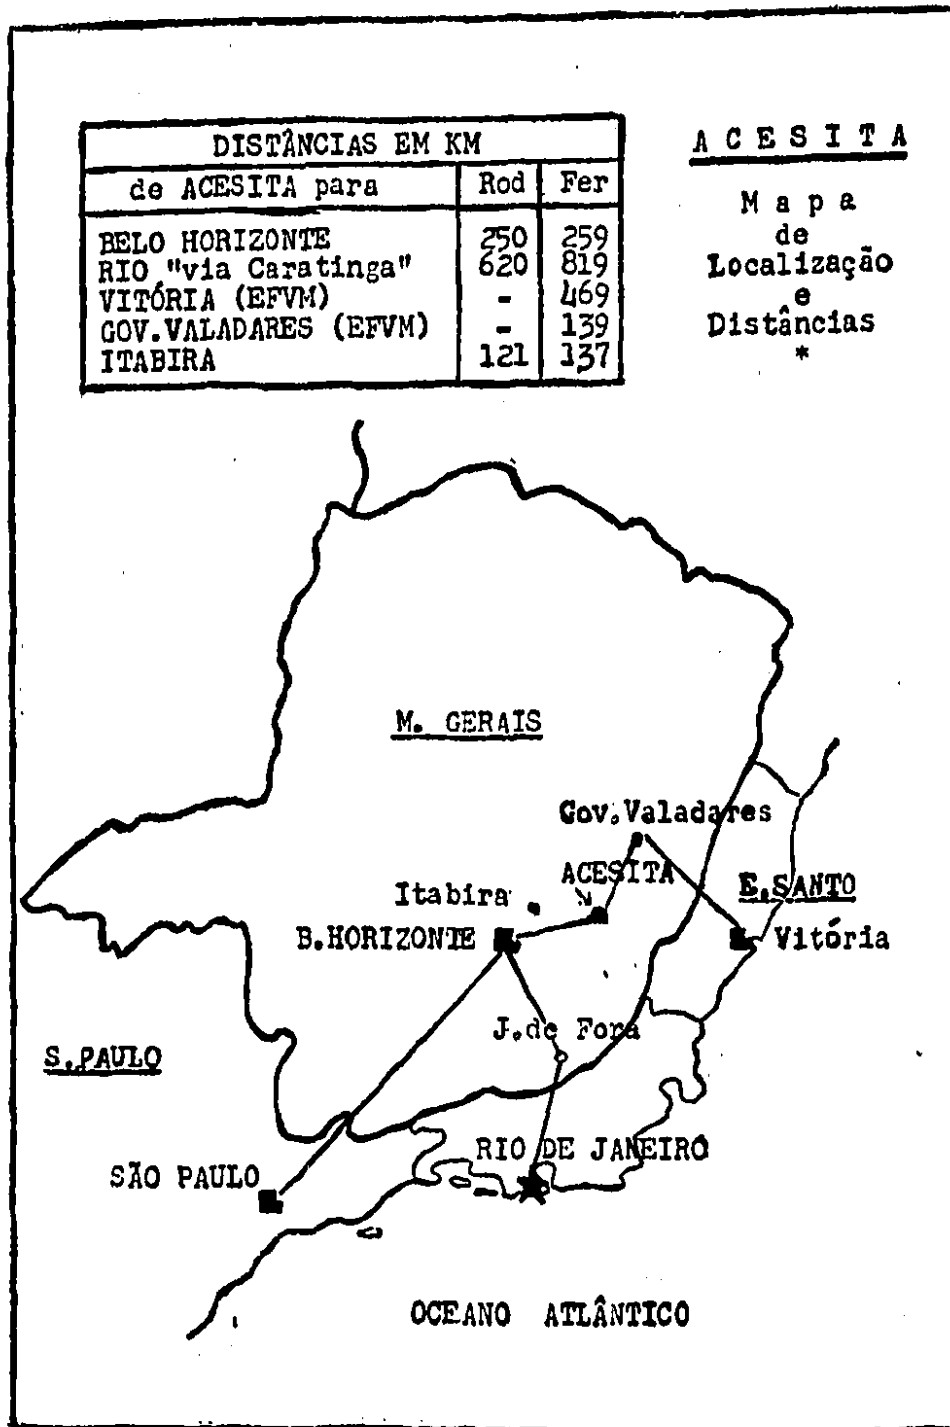 DISTÂNCIAS EM KM
de ACESITA para Rod Fer
BELO HORIZONTE 250 259
RIO "via Caratinga" 620 819
VITÓRIA (EFVM) - 469
GOV.VALADARES (EFVM) - 139
ITABIRA 121 137
A C E S I T A
M a p a
de
Localização
e
Distâncias
*
M. GERAIS
Gov.Valadares
ACESITA
E.SANTO
Itabira
B.HORIZONTE
Vitória
J.de Fora
S.PAULO
RIO DE JANEIRO
SÃO PAULO
OCEANO ATLÂNTICO